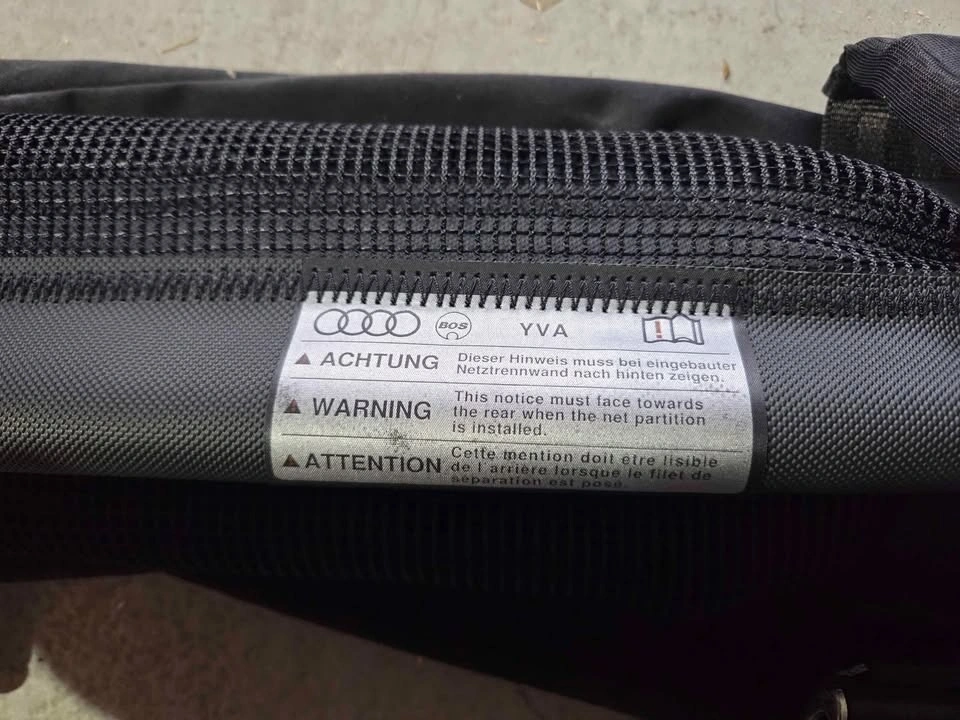 BOS YVA
ACHTUNG Dieser Hinweis muss bei eingebauter
Netztrennwand nach hinten zeigen.
WARNING This notice must face towards
the rear when the net partition
is installed.
ATTENTION Cette mention doit etre lisible
de l'arriere lorsque le filet de
séparation est posé.